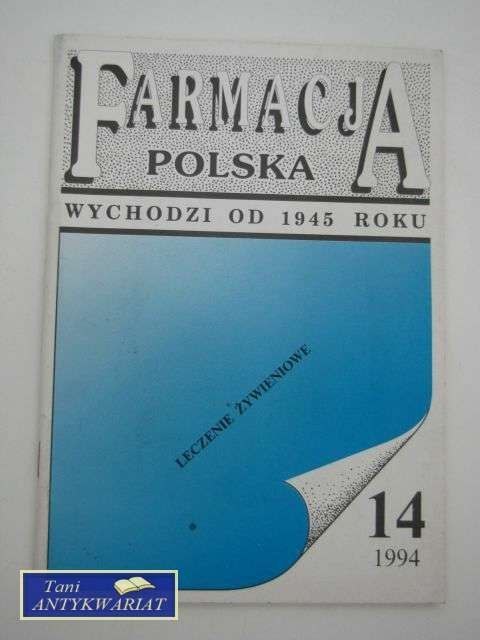 FARMACJA
POLSKA
WYCHODZI OD 1945 ROKU
LECZENIE ŻYWIENIOWE
14
1994
Tani
ANTYKWARIAT